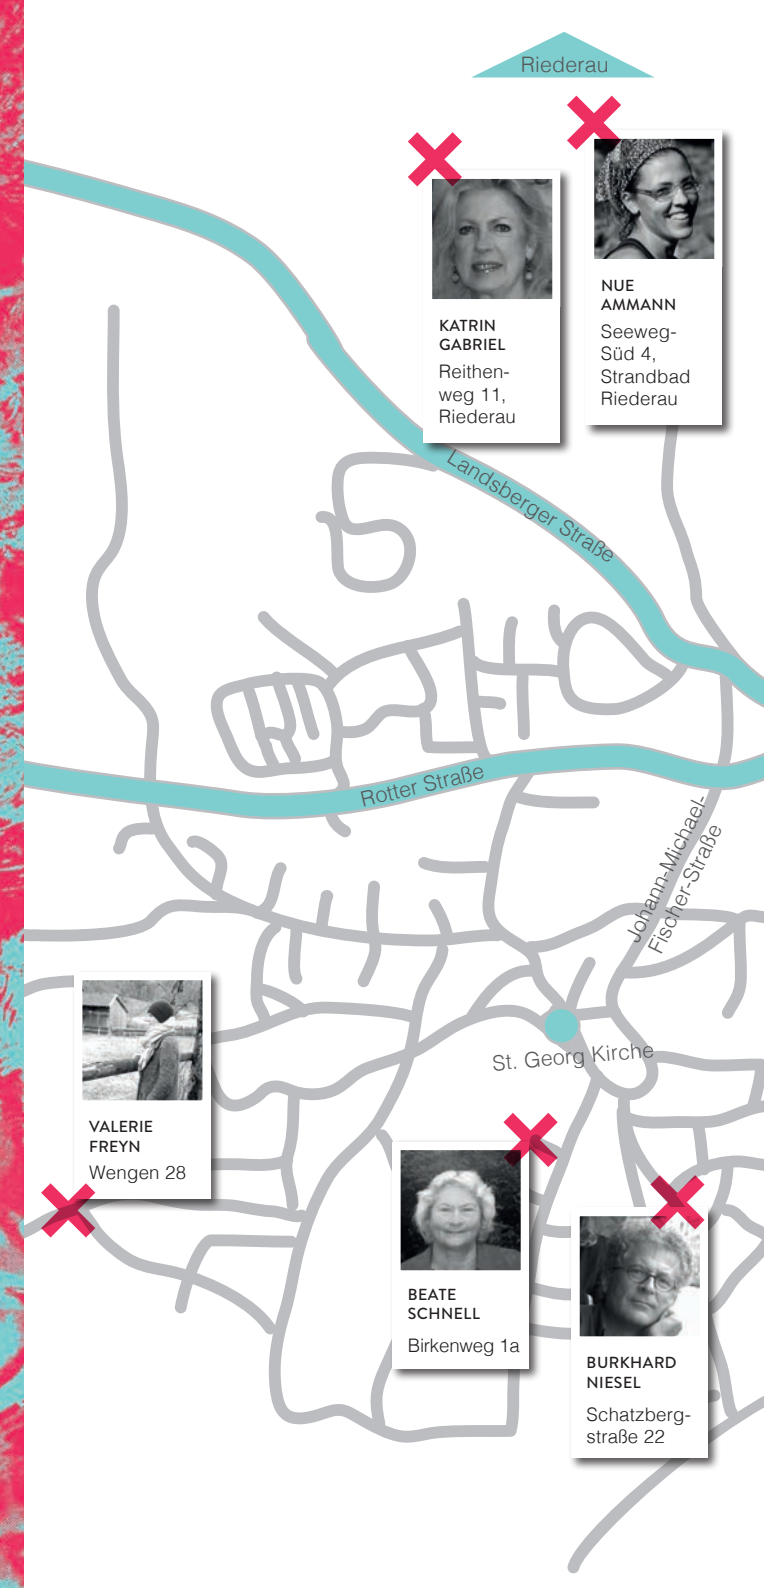 Riederau
KATRIN
GABRIEL
Reithen-
weg 11,
Riederau
NUE
AMMANN
Seeweg-
Süd 4,
Strandbad
Riederau
Landsberger Straße
Rotter Straße
Johann-Michael-
Fischer-Straße
St. Georg Kirche
VALERIE
FREYN
Wengen 28
BEATE
SCHNELL
Birkenweg 1a
BURKHARD
NIESEL
Schatzberg-
straße 22